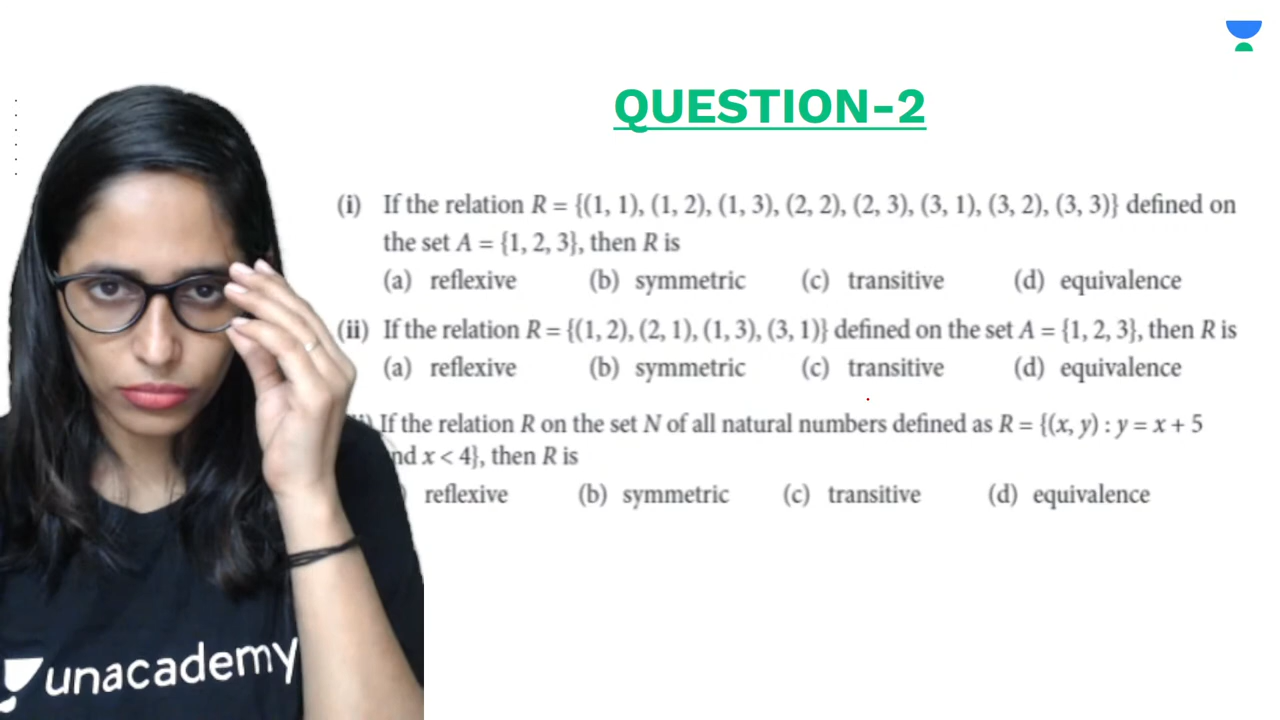 QUESTION-2
(i) If the relation R = {(1, 1), (1, 2), (1, 3), (2, 2), (2, 3), (3, 1), (3, 2), (3, 3)} defined on
the set A = {1, 2, 3}, then R is
(a) reflexive (b) symmetric (c) transitive (d) equivalence
(ii) If the relation R = {(1, 2), (2, 1), (1, 3), (3, 1)} defined on the set A = {1, 2, 3}, then R is
(a) reflexive (b) symmetric (c) transitive (d) equivalence
If the relation R on the set N of all natural numbers defined as R = {(x, y) : y = x + 5
x < 4}, then R is
reflexive (b) symmetric (c) transitive (d) equivalence
unacademy